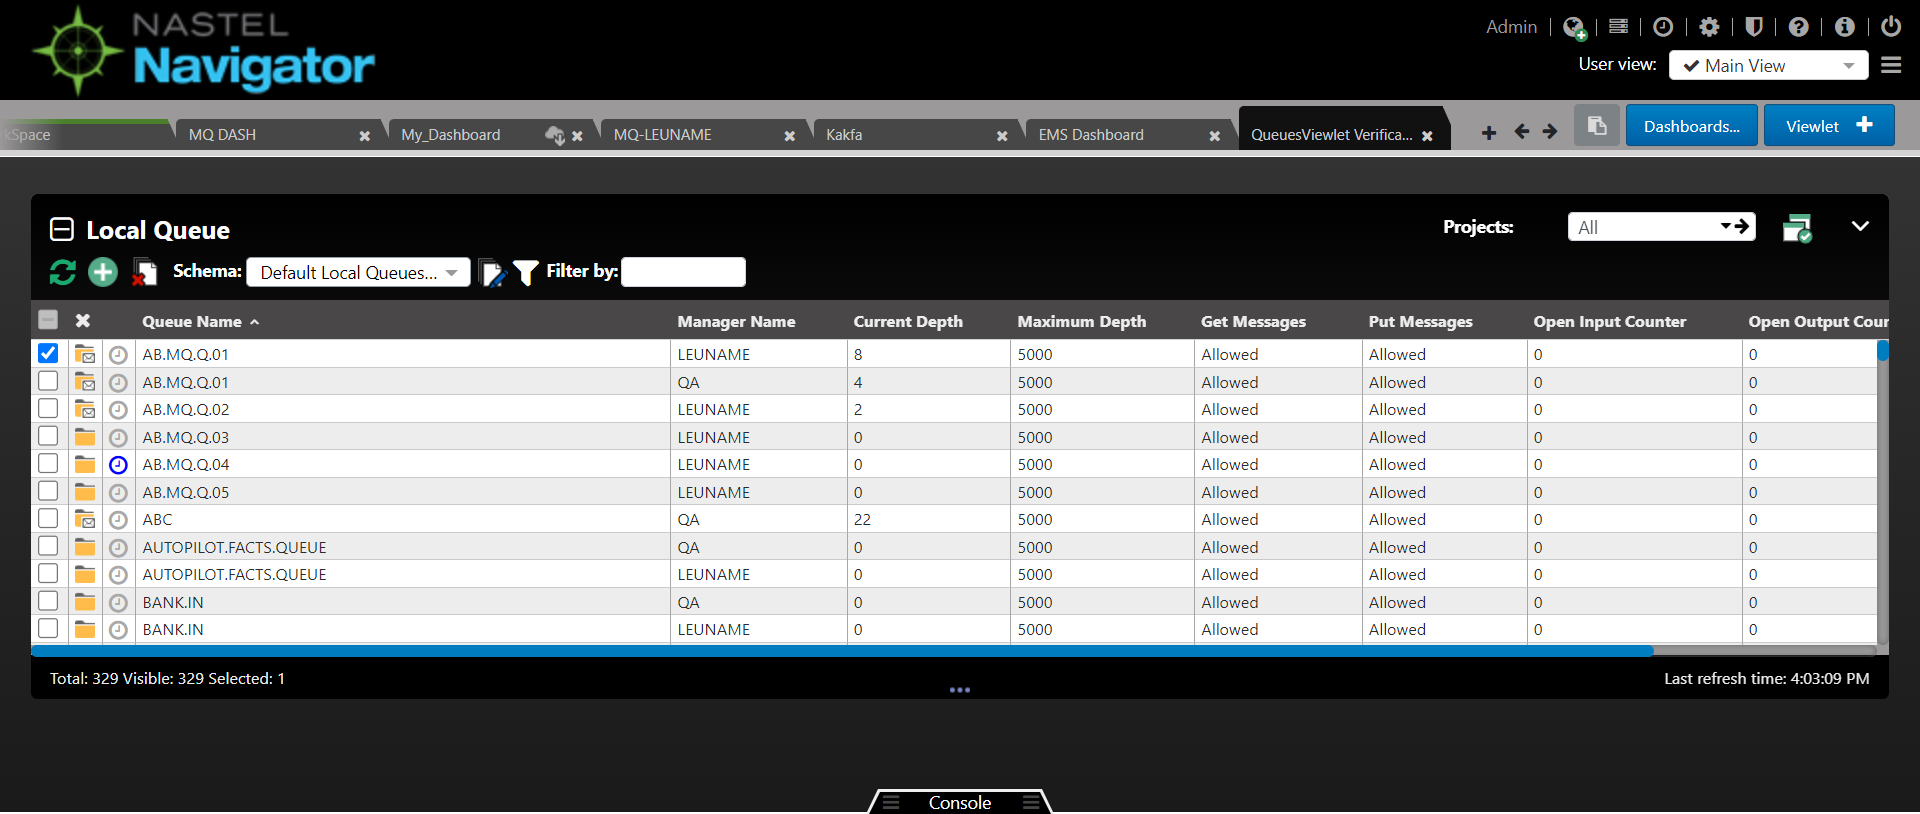 NASTEL
Navigator
Admin
User view: Main View
kSpace MQ DASH My_Dashboard MQ-LEUNAME Kakfa EMS Dashboard QueuesViewlet Verifica... Dashboards... Viewlet
Local Queue Projects: All
Schema: Default Local Queues... Filter by:
Queue Name Manager Name Current Depth Maximum Depth Get Messages Put Messages Open Input Counter Open Output Coun
AB.MQ.Q.01 LEUNAME 8 5000 Allowed Allowed 0 0
AB.MQ.Q.01 QA 4 5000 Allowed Allowed 0 0
AB.MQ.Q.02 LEUNAME 2 5000 Allowed Allowed 0 0
AB.MQ.Q.03 LEUNAME 0 5000 Allowed Allowed 0 0
AB.MQ.Q.04 LEUNAME 0 5000 Allowed Allowed 0 0
AB.MQ.Q.05 LEUNAME 0 5000 Allowed Allowed 0 0
ABC QA 22 5000 Allowed Allowed 0 0
AUTOPILOT.FACTS.QUEUE QA 0 5000 Allowed Allowed 0 0
AUTOPILOT.FACTS.QUEUE LEUNAME 0 5000 Allowed Allowed 0 0
BANK.IN QA 0 5000 Allowed Allowed 0 0
BANK.IN LEUNAME 0 5000 Allowed Allowed 0 0
Total: 329 Visible: 329 Selected: 1 Last refresh time: 4:03:09 PM
Console